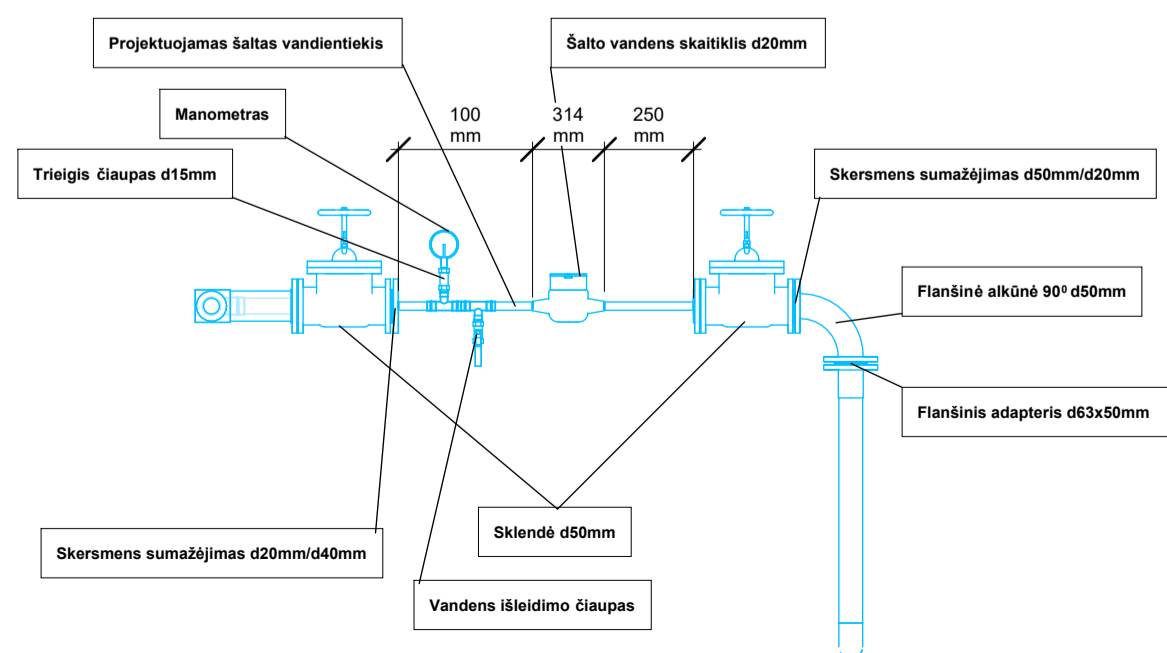 Projektuojamas šaltas vandientiekis
Šalto vandens skaitiklis d20mm
Manometras
100
mm
314
mm
250
mm
Trieigis čiaupas d15mm
Skersmens sumažėjimas d50mm/d20mm
Flanšinė alkūnė 90⁰ d50mm
Flanšinis adapteris d63x50mm
Sklendė d50mm
Skersmens sumažėjimas d20mm/d40mm
Vandens išleidimo čiaupas